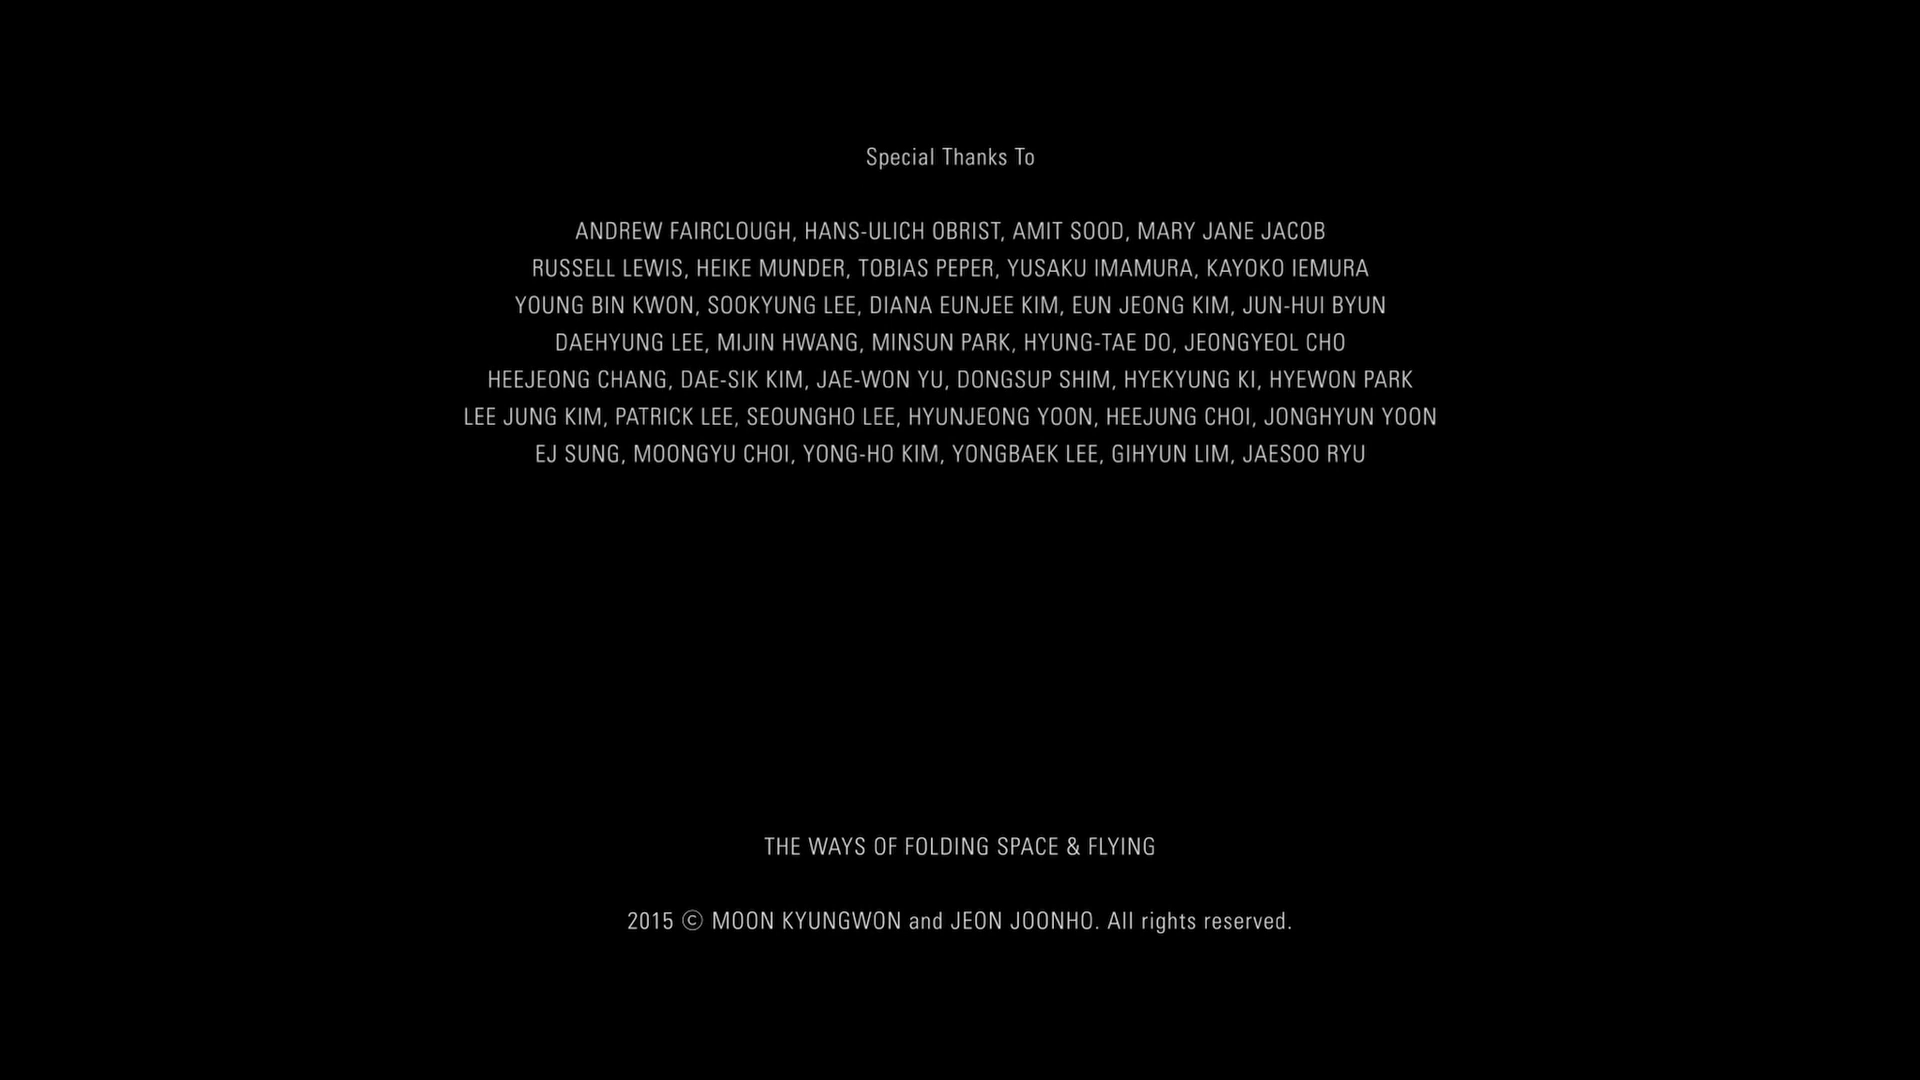 Special Thanks To
ANDREW FAIRCLOUGH, HANS-ULICH OBRIST, AMIT SOOD, MARY JANE JACOB
RUSSELL LEWIS, HEIKE MUNDER, TOBIAS PEPER, YUSAKU IMAMURA, KAYOKO IEMURA
YOUNG BIN KWON, SOOKYUNG LEE, DIANA EUNJEE KIM, EUN JEONG KIM, JUN-HUI BYUN
DAEHYUNG LEE, MIJIN HWANG, MINSUN PARK, HYUNG-TAE DO, JEONGYEOL CHO
HEEJEONG CHANG, DAE-SIK KIM, JAE-WON YU, DONGSUP SHIM, HYEKYUNG KI, HYEWON PARK
LEE JUNG KIM, PATRICK LEE, SEOUNGHO LEE, HYUNJEONG YOON, HEEJUNG CHOI, JONGHYUN YOON
EJ SUNG, MOONGYU CHOI, YONG-HO KIM, YONGBAEK LEE, GIHYUN LIM, JAESOO RYU
THE WAYS OF FOLDING SPACE & FLYING
2015 ⓒ MOON KYUNGWON and JEON JOONHO. All rights reserved.